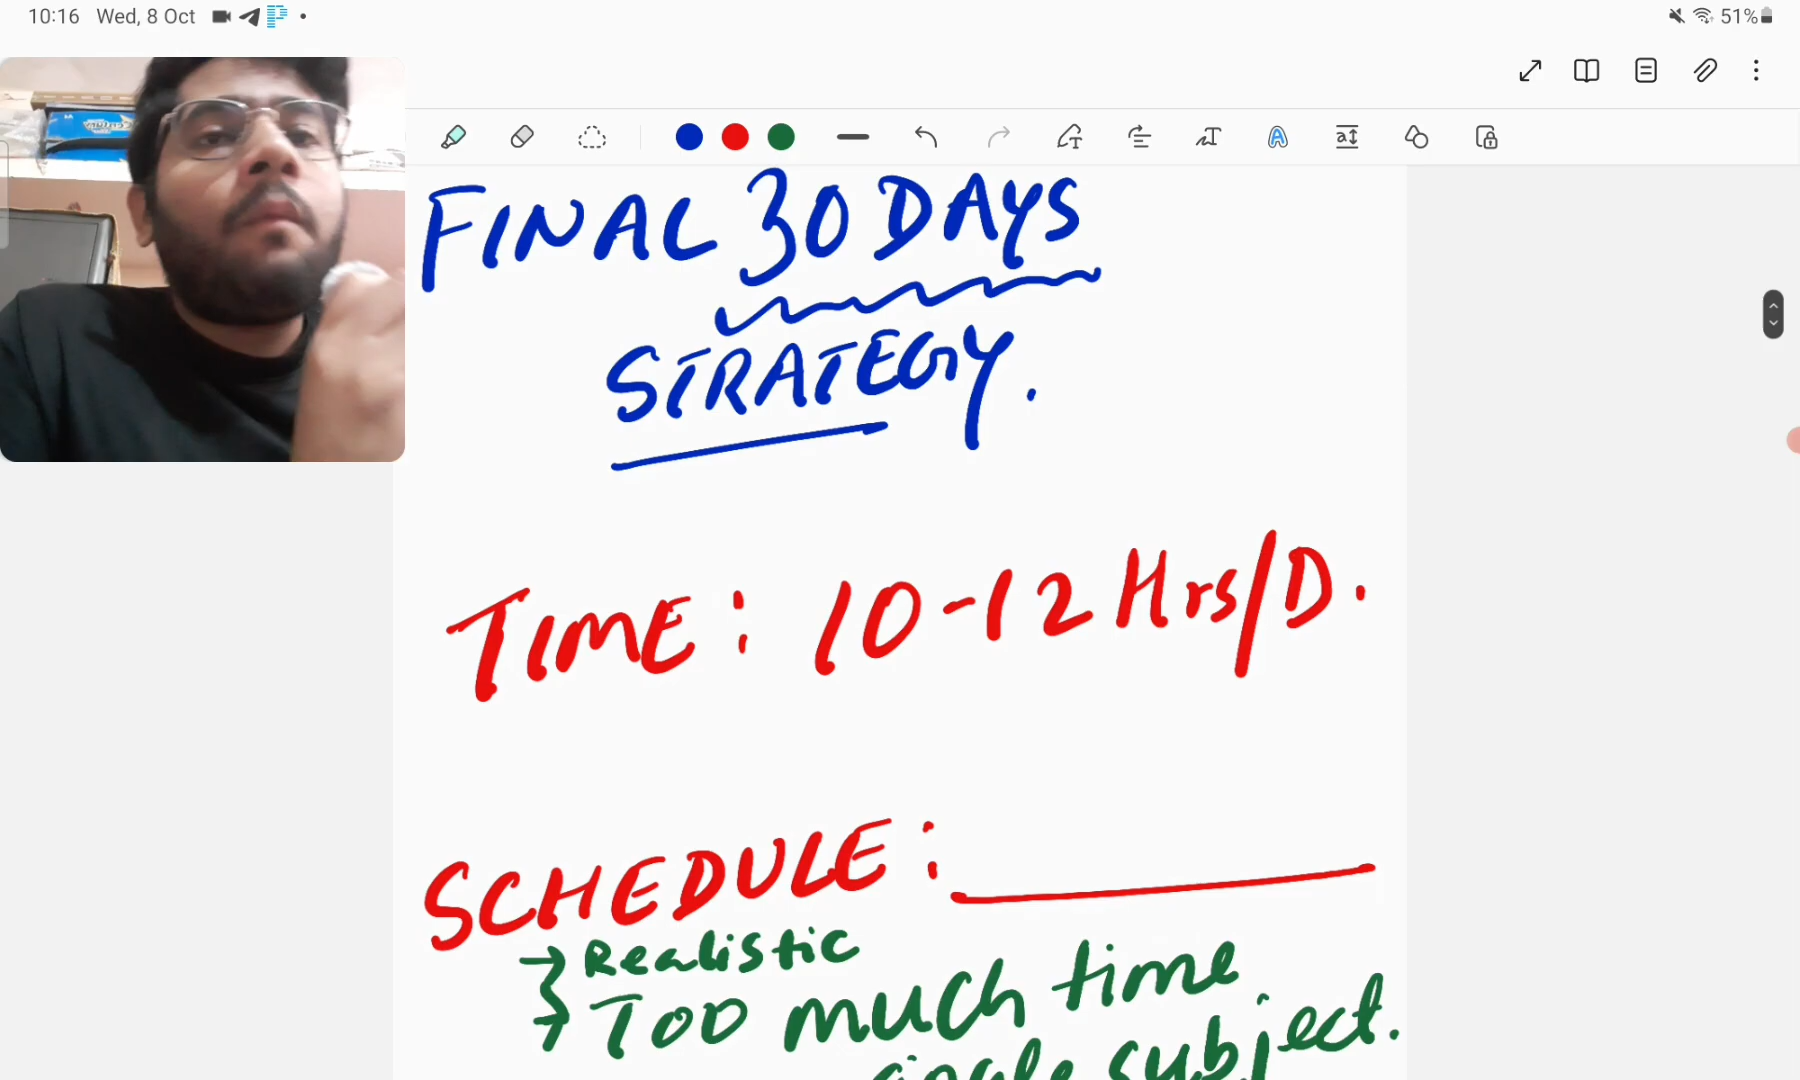 10:16 Wed, 8 Oct
51%
FINAL 30 DAYS
STRATEGY.
TIME: 10-12 Hrs/D.
SCHEDULE:
→ Realistic
→ TOO much time
single subject.